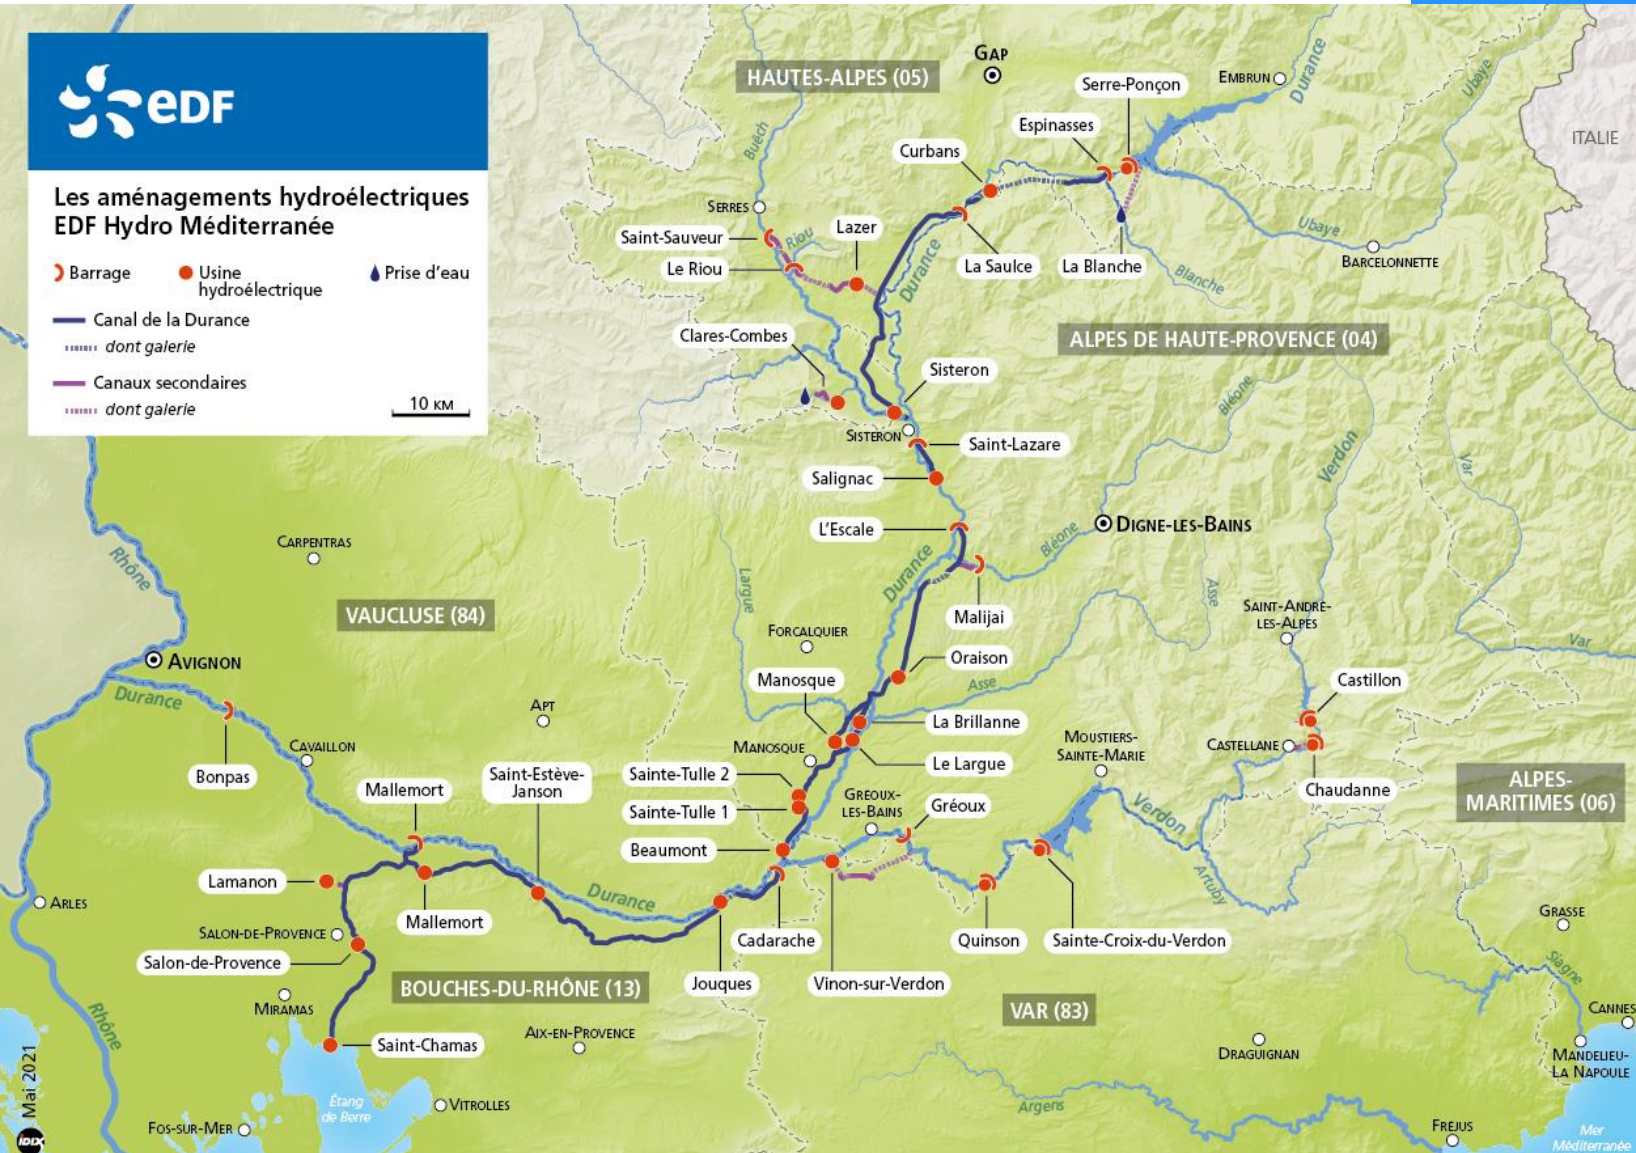 eDF
Les aménagements hydroélectriques
EDF Hydro Méditerranée
Barrage
Usine
hydroélectrique
Prise d'eau
Canal de la Durance
dont galerie
Canaux secondaires
dont galerie
10 KM
HAUTES-ALPES (05)
GAP
Serre-Ponçon
EMBRUN
Durance
Ubaye
ITALIE
Espinasses
Curbans
Buëch
SERRES
Saint-Sauveur
Riou
Lazer
Le Riou
Durance
La Saulce
La Blanche
Ubaye
BARCELONNETTE
Blanche
Clares-Combes
ALPES DE HAUTE-PROVENCE (04)
Sisteron
Bléone
SISTERON
Saint-Lazare
Verdon
Var
Salignac
L'Escale
DIGNE-LES-BAINS
Bléone
CARPENTRAS
Rhône
Durance
Largue
Asse
VAUCLUSE (84)
Malijai
SAINT-ANDRÉ-
LES-ALPES
FORCALQUIER
Var
AVIGNON
Oraison
Manosque
Asse
Castillon
Durance
APT
La Brillanne
MOUSTIERS-
SAINTE-MARIE
CASTELLANE
CAVAILLON
MANOSQUE
Bonpas
Mallemort
Saint-Estève-
Janson
Sainte-Tulle 2
Le Largue
ALPES-
MARITIMES (06)
Chaudanne
GRÉOUX-
LES-BAINS
Gréoux
Verdon
Sainte-Tulle 1
Beaumont
Lamanon
Durance
Artuby
ARLES
Mallemort
GRASSE
SALON-DE-PROVENCE
Cadarache
Quinson
Sainte-Croix-du-Verdon
Salon-de-Provence
Siagne
BOUCHES-DU-RHÔNE (13)
Jouques
Vinon-sur-Verdon
MIRAMAS
VAR (83)
CANNES
Rhône
AIX-EN-PROVENCE
Saint-Chamas
DRAGUIGNAN
MANDELIEU-
LA NAPOULE
Étang
de Berre
VITROLLES
Argens
FOS-SUR-MER
FRÉJUS
Mer
Méditerranée
Mai 2021
IDIX